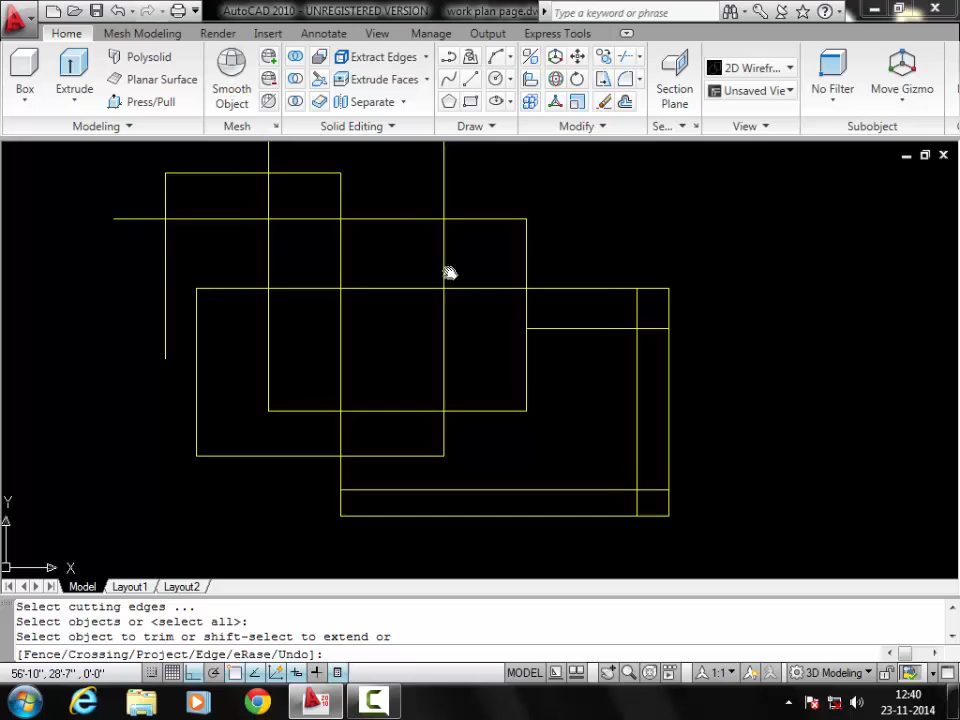 AutoCAD 2010 - UNREGISTERED VERSION work plan page.dw Type a keyword or phrase
Home Mesh Modeling Render Insert Annotate View Manage Output Express Tools
Box
Extrude
Polysolid
Planar Surface
Press/Pull
Smooth
Object
Extract Edges
Extrude Faces
Separate
Section
Plane
2D Wirefr...
Unsaved Vie
No Filter
Move Gizmo
Modeling Mesh Solid Editing Draw Modify Se... View Subobject
Y
X
Model Layout1 Layout2
Select cutting edges ...
Select objects or <select all>:
Select object to trim or shift-select to extend or
[Fence/Crossing/Project/Edge/eRase/Undo]:
56'-10", 28'-7", 0'-0" MODEL 1:1 3D Modeling
12:40
23-11-2014